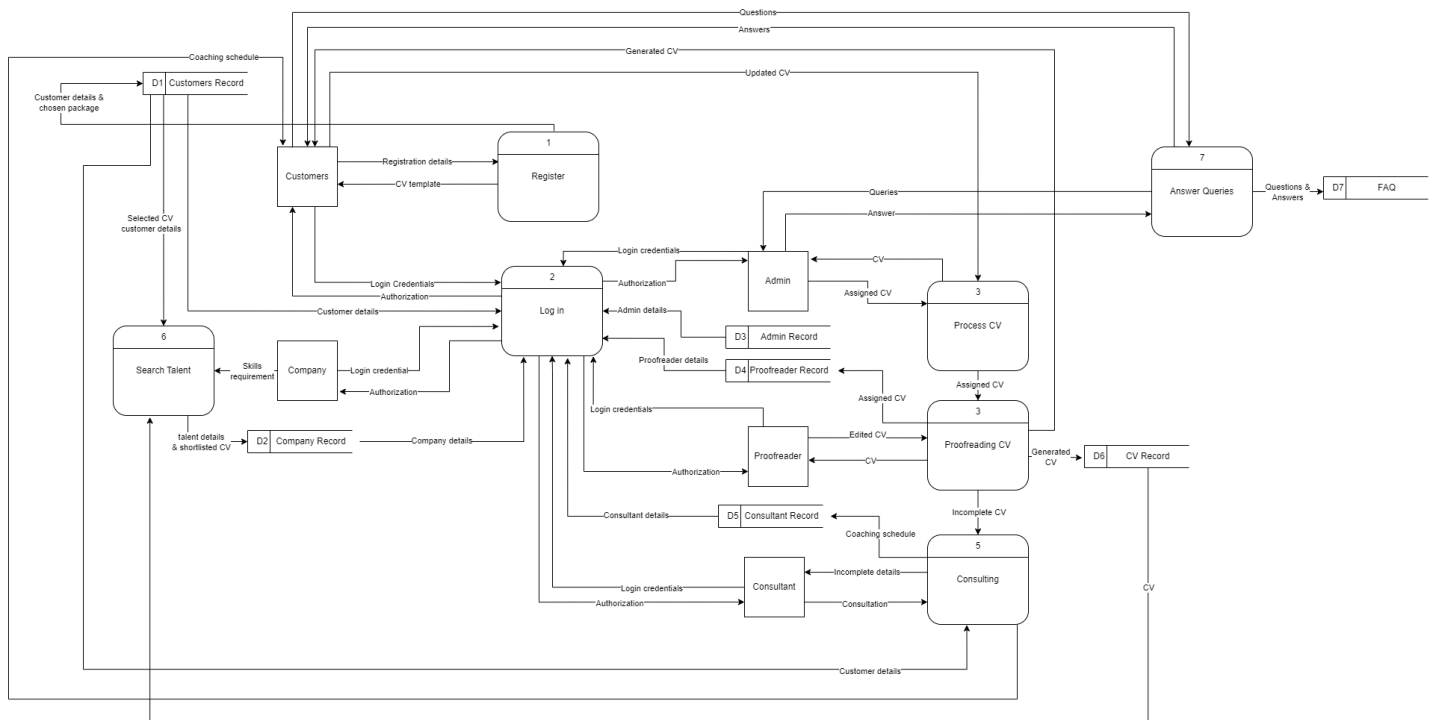 Questions
Answers
Generated CV
Coaching schedule
Updated CV
D1 Customers Record
Customer details &
chosen package
1
Register
Customers
Registration details
CV template
7
Answer Queries
Queries
Answer
Questions &
Answers
D7 FAQ
Selected CV
customer details
Login credentials
2
Log in
Authorization
Admin
CV
Assigned CV
Login Credentials
Authorization
Customer details
Admin details
3
Process CV
D3 Admin Record
6
Search Talent
Skills
requirement
Company
Login credential
Authorization
Proofreader details
D4 Proofreader Record
Assigned CV
Assigned CV
Login credentials
3
Proofreading CV
talent details
& shortlisted CV
D2 Company Record
Company details
Edited CV
Proofreader
CV
Authorization
Generated
CV
D6 CV Record
Incomplete CV
Consultant details
D5 Consultant Record
Coaching schedule
5
Consulting
Incomplete details
Consultant
Login credentials
Authorization
Consultation
CV
Customer details